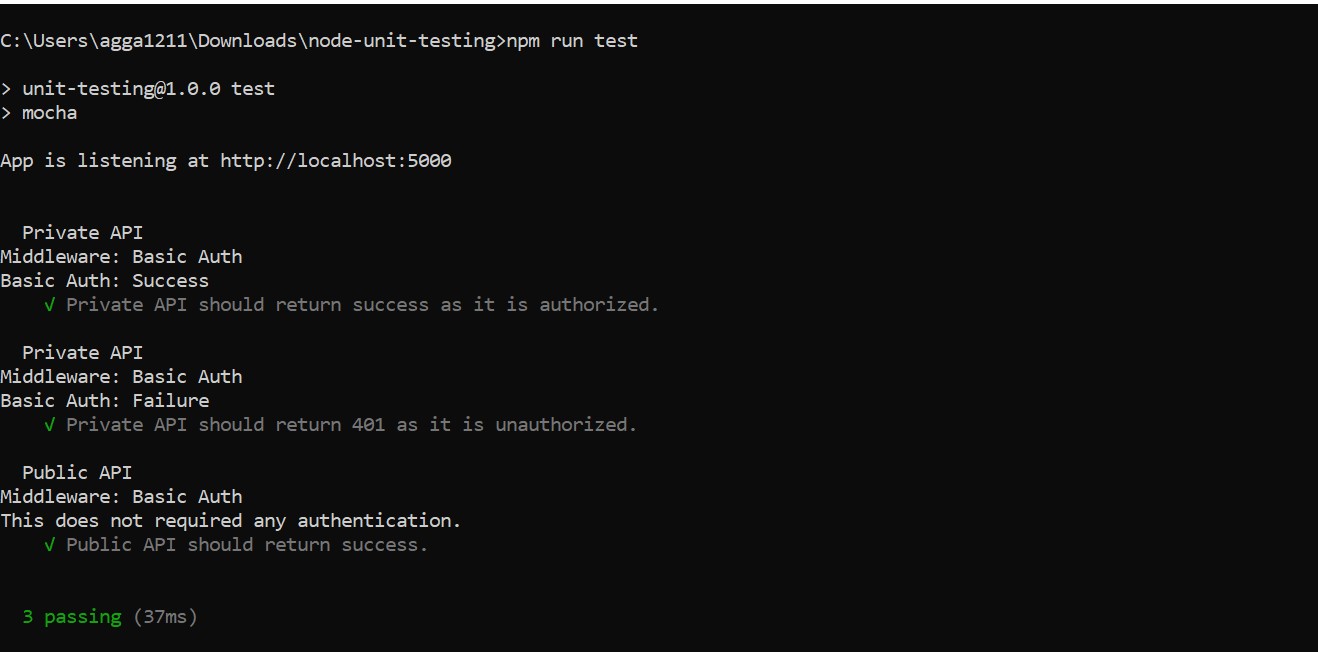 C:\Users\agga1211\Downloads\node-unit-testing>npm run test
> unit-testing@1.0.0 test
> mocha
App is listening at http://localhost:5000
Private API
Middleware: Basic Auth
Basic Auth: Success
√ Private API should return success as it is authorized.
Private API
Middleware: Basic Auth
Basic Auth: Failure
√ Private API should return 401 as it is unauthorized.
Public API
Middleware: Basic Auth
This does not required any authentication.
√ Public API should return success.
3 passing (37ms)